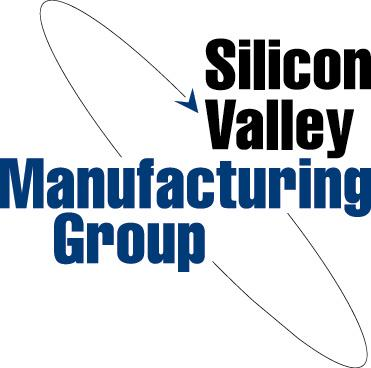 Silicon
Valley
Manufacturing
Group